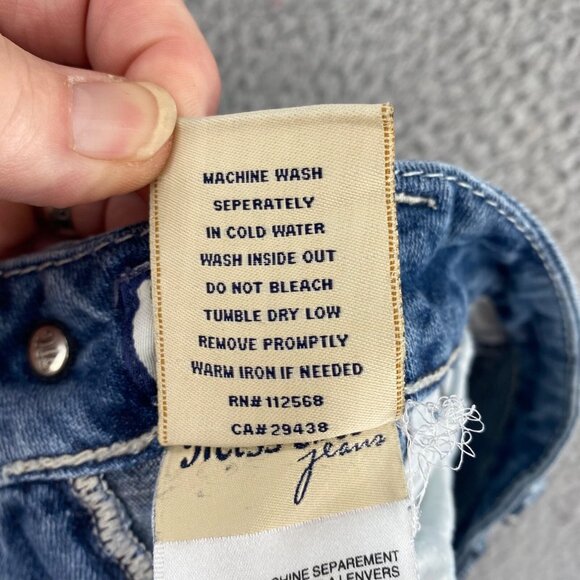 MACHINE WASH
SEPERATELY
IN COLD WATER
WASH INSIDE OUT
DO NOT BLEACH
TUMBLE DRY LOW
REMOVE PROMPTLY
WARM IRON IF NEEDED
RN# 112568
CA# 29438
Miss
jeans
SEPAREMENT